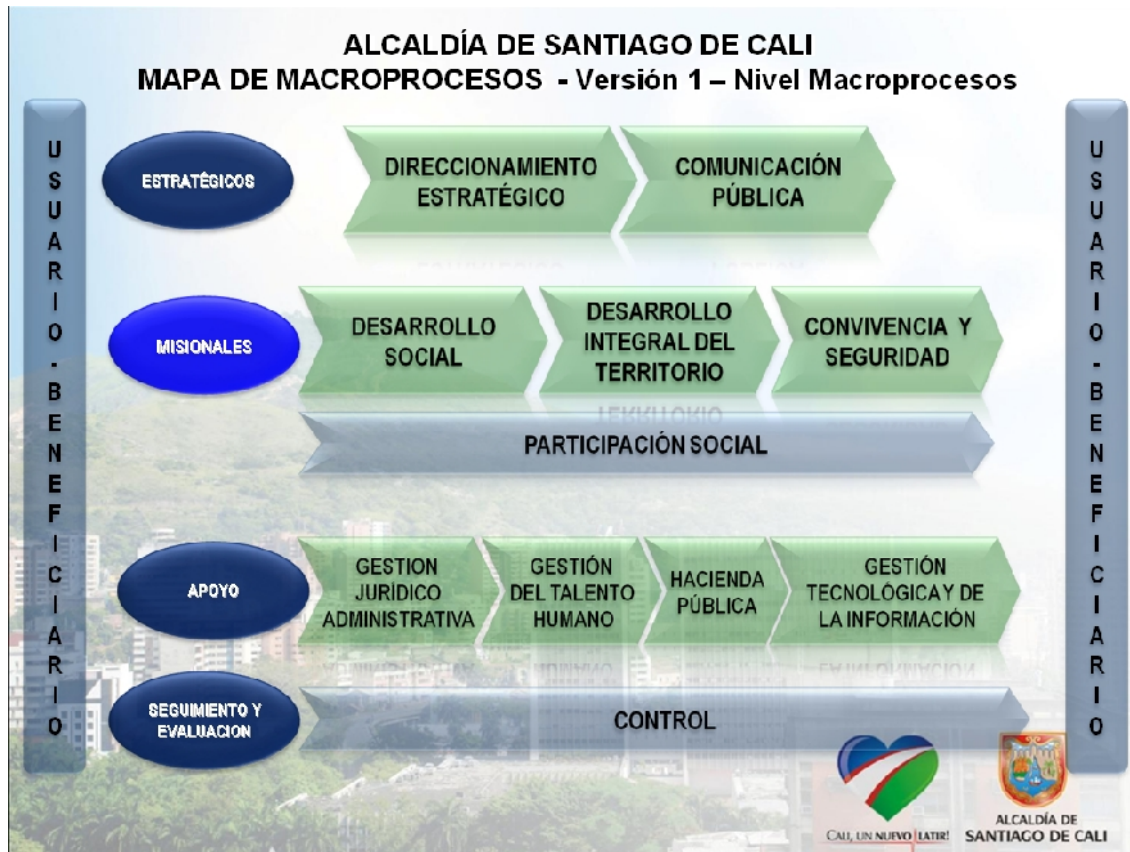 ALCALDÍA DE SANTIAGO DE CALI
MAPA DE MACROPROCESOS - Versión 1 – Nivel Macroprocesos
USUARIO-BENEFICIARIO
ESTRATÉGICOS
DIRECCIONAMIENTO
ESTRATÉGICO
COMUNICACIÓN
PÚBLICA
MISIONALES
DESARROLLO
SOCIAL
DESARROLLO
INTEGRAL DEL
TERRITORIO
CONVIVENCIA Y
SEGURIDAD
PARTICIPACIÓN SOCIAL
APOYO
GESTION
JURÍDICO
ADMINISTRATIVA
GESTIÓN
DEL TALENTO
HUMANO
HACIENDA
PÚBLICA
GESTIÓN
TECNOLÓGICA Y DE
LA INFORMACIÓN
SEGUIMIENTO Y
EVALUACION
CONTROL
USUARIO-BENEFICIARIO
CALI, UN NUEVO LATIR!
ALCALDÍA DE
SANTIAGO DE CALI